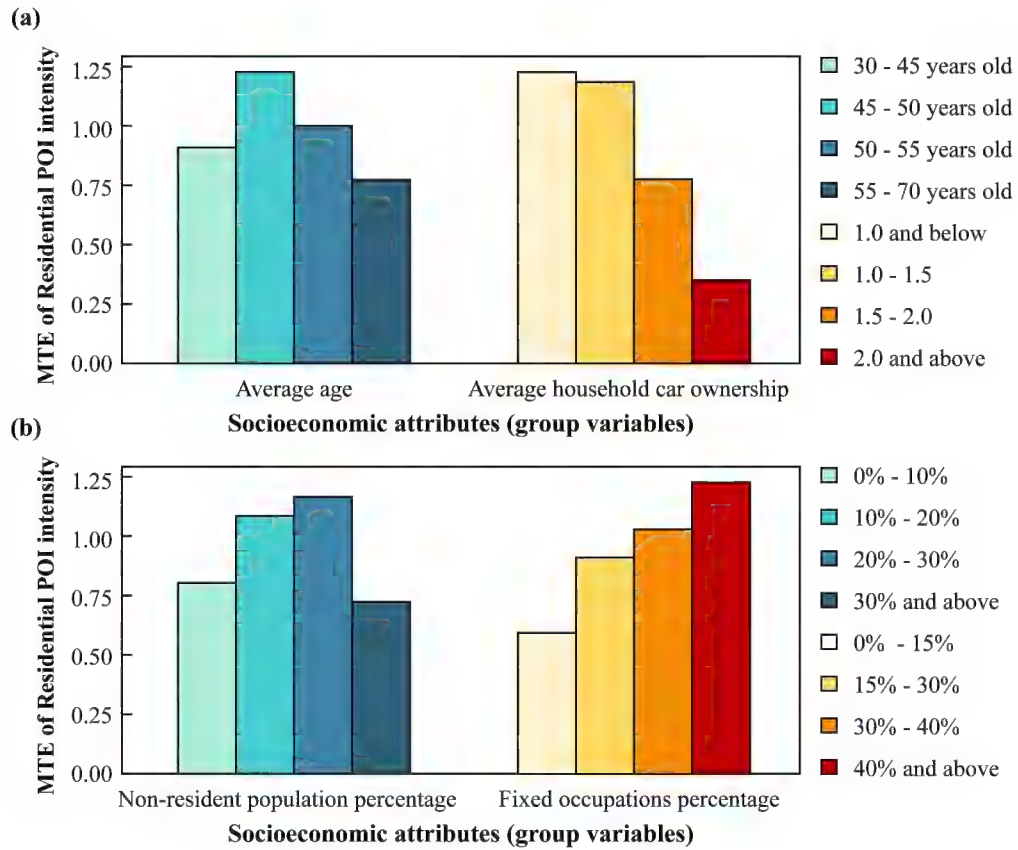 (a)
MTE of Residential POI intensity
1.25
1.00
0.75
0.50
0.25
0.00
Average age
Average household car ownership
Socioeconomic attributes (group variables)
30 - 45 years old
45 - 50 years old
50 - 55 years old
55 - 70 years old
1.0 and below
1.0 - 1.5
1.5 - 2.0
2.0 and above
(b)
MTE of Residential POI intensity
1.25
1.00
0.75
0.50
0.25
0.00
Non-resident population percentage
Fixed occupations percentage
Socioeconomic attributes (group variables)
0% - 10%
10% - 20%
20% - 30%
30% and above
0% - 15%
15% - 30%
30% - 40%
40% and above